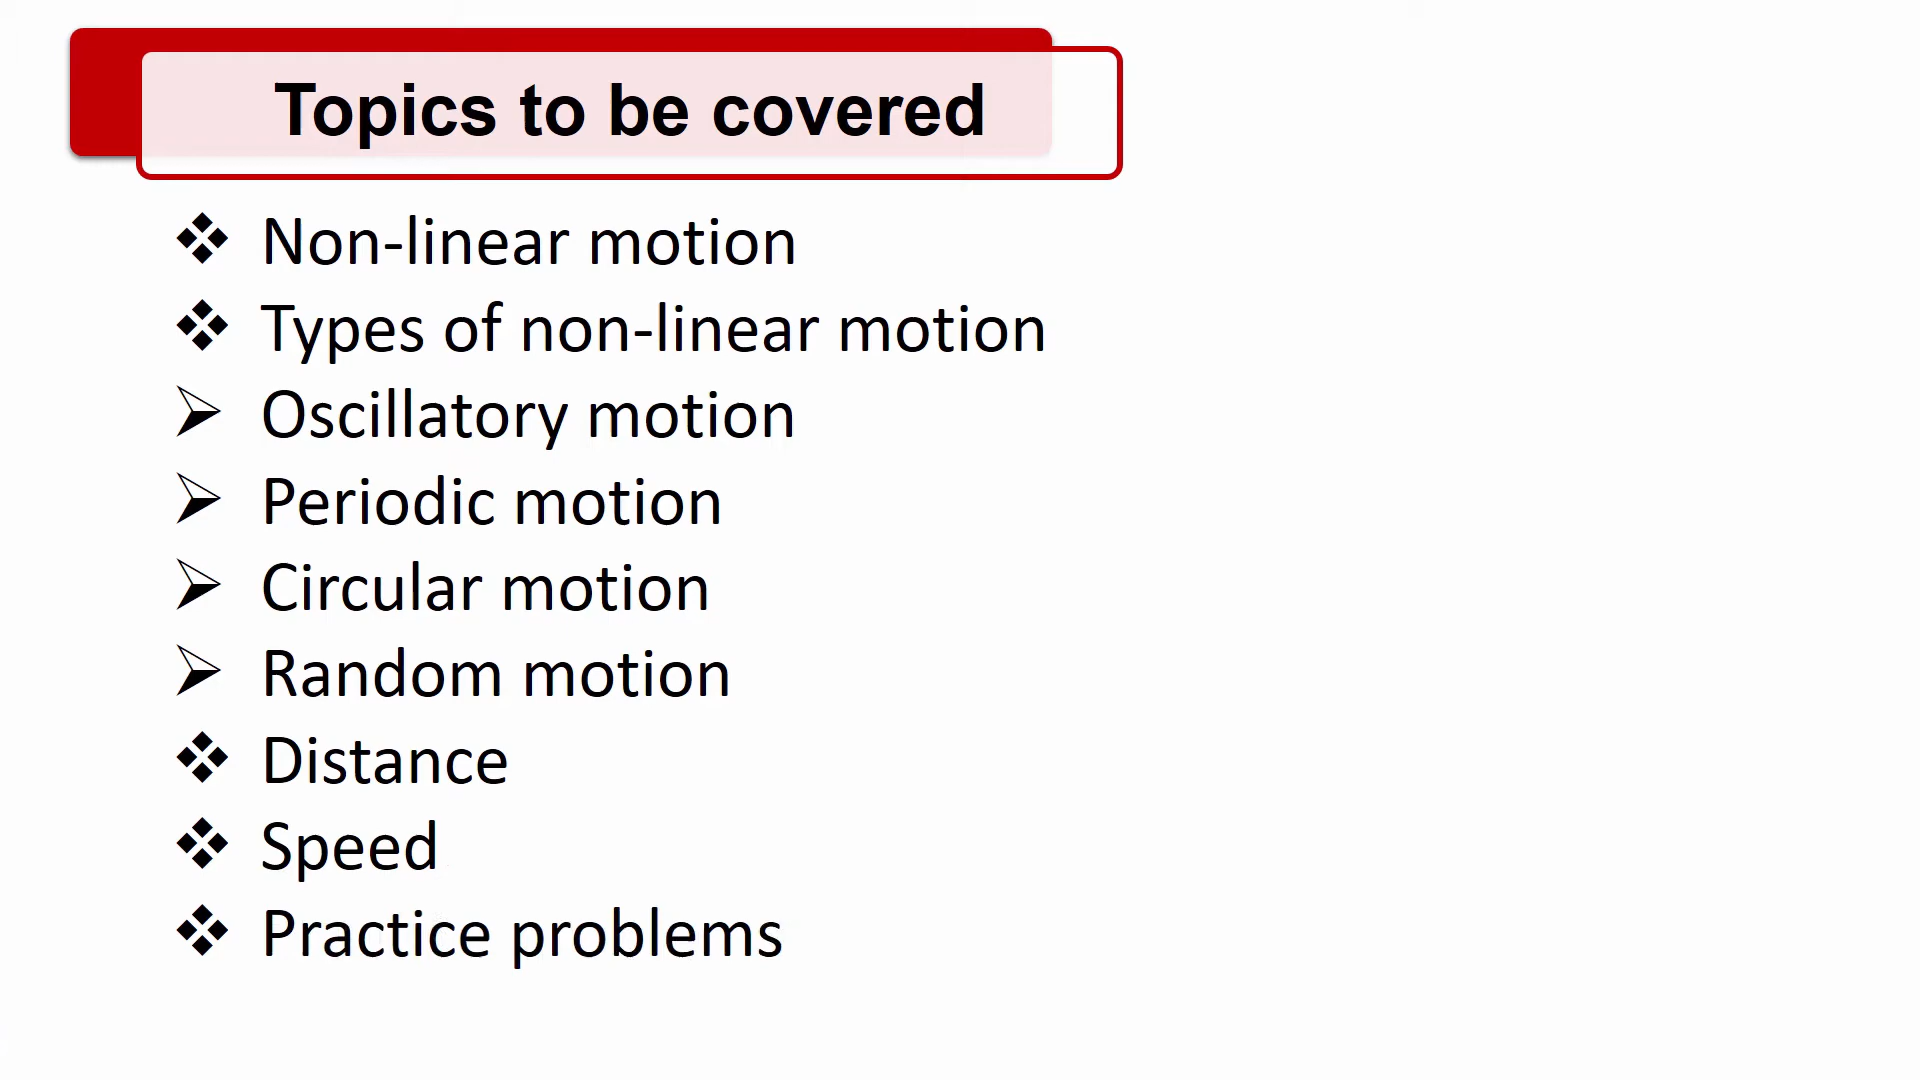 Topics to be covered
❖ Non-linear motion
❖ Types of non-linear motion
➢ Oscillatory motion
➢ Periodic motion
➢ Circular motion
➢ Random motion
❖ Distance
❖ Speed
❖ Practice problems